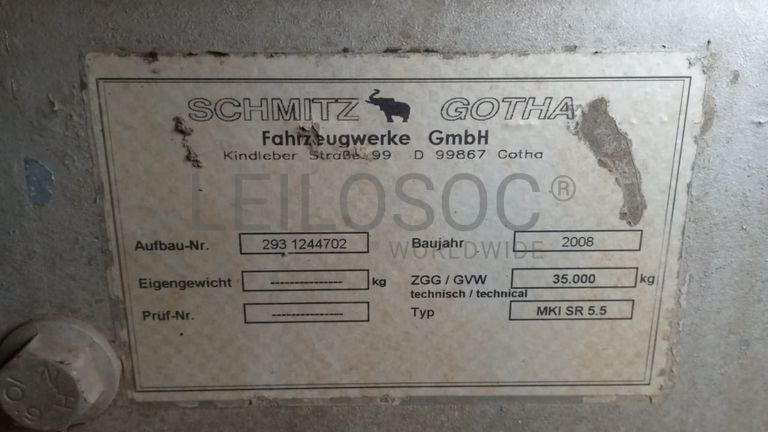 SCHMITZ GOTHA
Fahrzeugwerke GmbH
Kindleber Straße 99 D 99867 Gotha
LEILOSOC®
WORLDWIDE
Aufbau-Nr. 293 1244702 Baujahr 2008
Eigengewicht --------------- kg ZGG / GVW 35.000 kg
technisch / technical
Prüf-Nr. --------------- Typ MKI SR 5.5